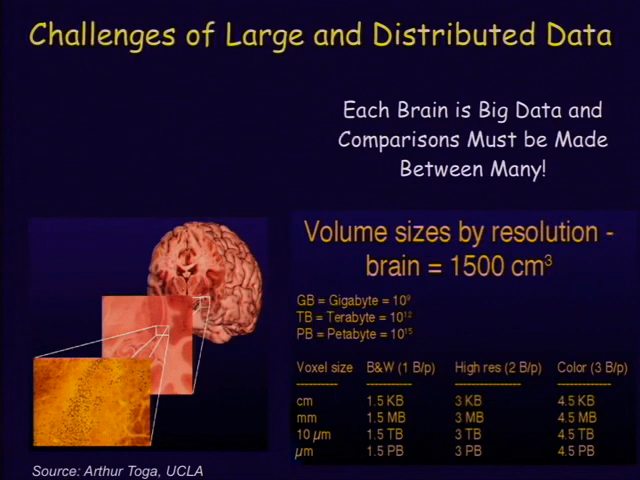 Challenges of Large and Distributed Data
Each Brain is Big Data and
Comparisons Must be Made
Between Many!
Volume sizes by resolution -
brain = 1500 cm³
GB = Gigabyte = 10⁹
TB = Terabyte = 10¹²
PB = Petabyte = 10¹⁵
Voxel size B&W (1 B/p) High res (2 B/p) Color (3 B/p)
cm 1.5 KB 3 KB 4.5 KB
mm 1.5 MB 3 MB 4.5 MB
10 µm 1.5 TB 3 TB 4.5 TB
µm 1.5 PB 3 PB 4.5 PB
Source: Arthur Toga, UCLA